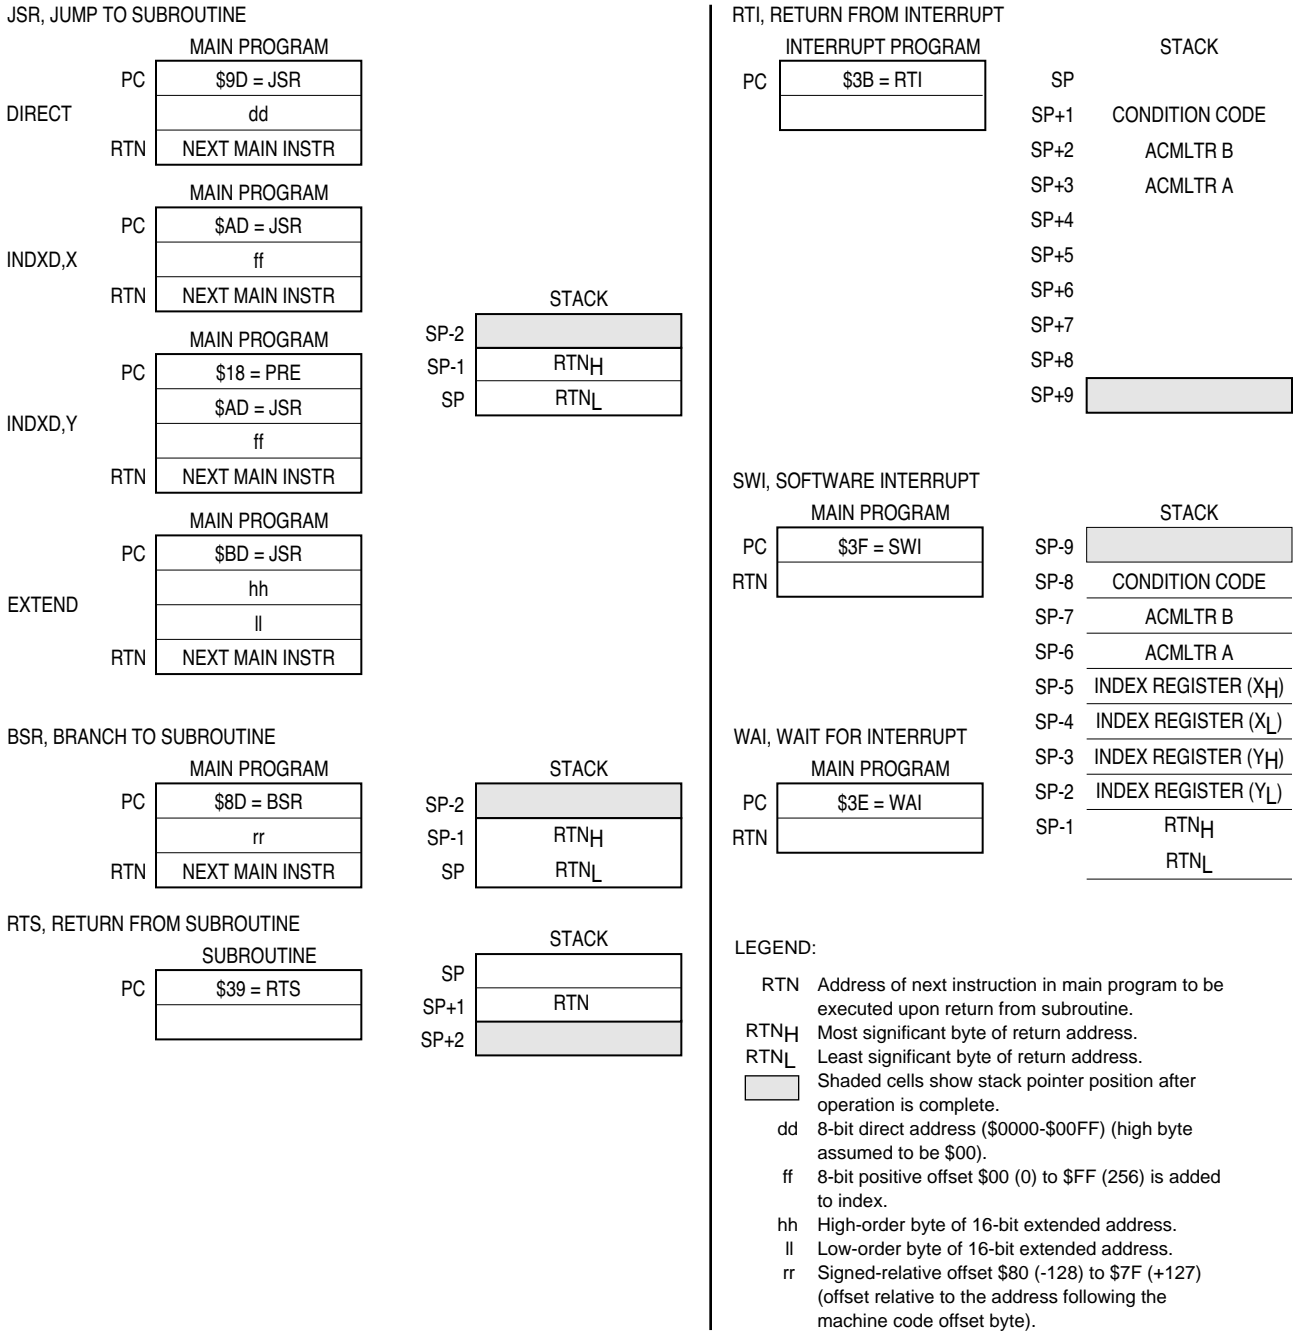 JSR, JUMP TO SUBROUTINE
MAIN PROGRAM
PC $9D = JSR
DIRECT dd
RTN NEXT MAIN INSTR
MAIN PROGRAM
PC $AD = JSR
INDXD,X ff
RTN NEXT MAIN INSTR
MAIN PROGRAM
PC $18 = PRE
$AD = JSR
INDXD,Y
ff
RTN NEXT MAIN INSTR
MAIN PROGRAM
PC $BD = JSR
hh
EXTEND
ll
RTN NEXT MAIN INSTR
STACK
SP-2
SP-1 RTNH
SP RTNL
BSR, BRANCH TO SUBROUTINE
MAIN PROGRAM
PC $8D = BSR
rr
RTN NEXT MAIN INSTR
STACK
SP-2
SP-1 RTNH
SP RTNL
RTS, RETURN FROM SUBROUTINE
SUBROUTINE
PC $39 = RTS
STACK
SP
SP+1 RTN
SP+2
RTI, RETURN FROM INTERRUPT
INTERRUPT PROGRAM
PC $3B = RTI
STACK
SP
SP+1 CONDITION CODE
SP+2 ACMLTR B
SP+3 ACMLTR A
SP+4
SP+5
SP+6
SP+7
SP+8
SP+9
SWI, SOFTWARE INTERRUPT
MAIN PROGRAM
PC $3F = SWI
RTN
WAI, WAIT FOR INTERRUPT
MAIN PROGRAM
PC $3E = WAI
RTN
STACK
SP-9
SP-8 CONDITION CODE
SP-7 ACMLTR B
SP-6 ACMLTR A
SP-5 INDEX REGISTER (XH)
SP-4 INDEX REGISTER (XL)
SP-3 INDEX REGISTER (YH)
SP-2 INDEX REGISTER (YL)
SP-1 RTNH
RTNL
LEGEND:
RTN Address of next instruction in main program to be
executed upon return from subroutine.
RTNH Most significant byte of return address.
RTNL Least significant byte of return address.
Shaded cells show stack pointer position after
operation is complete.
dd 8-bit direct address ($0000-$00FF) (high byte
assumed to be $00).
ff 8-bit positive offset $00 (0) to $FF (256) is added
to index.
hh High-order byte of 16-bit extended address.
ll Low-order byte of 16-bit extended address.
rr Signed-relative offset $80 (-128) to $7F (+127)
(offset relative to the address following the
machine code offset byte).